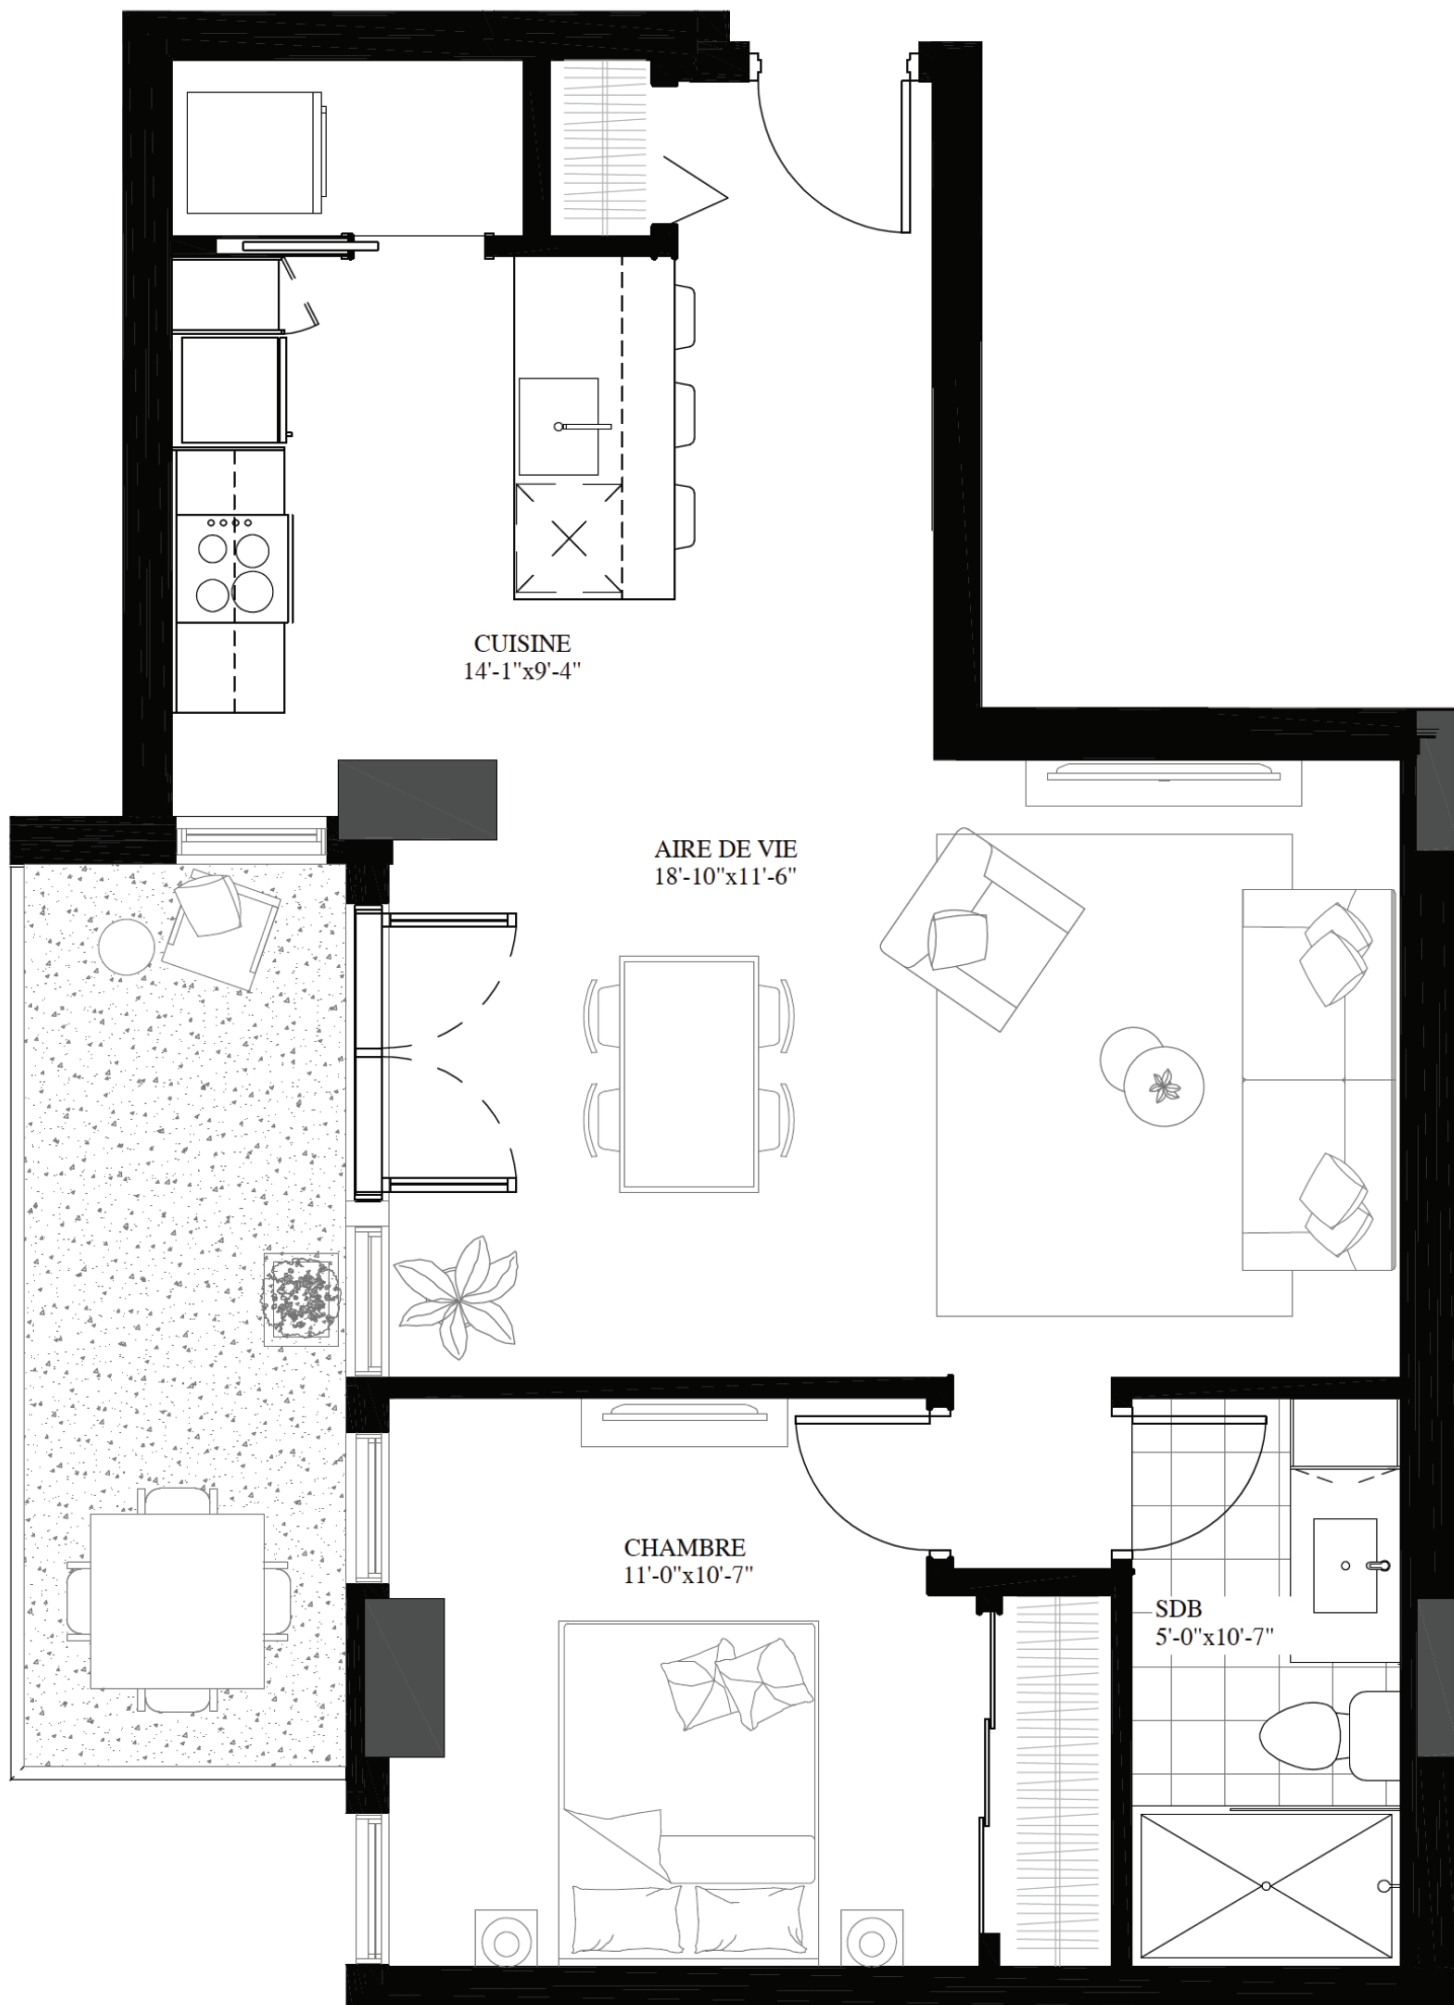 CUISINE
14'-1"x9'-4"
AIRE DE VIE
18'-10"x11'-6"
CHAMBRE
11'-0"x10'-7"
SDB
5'-0"x10'-7"